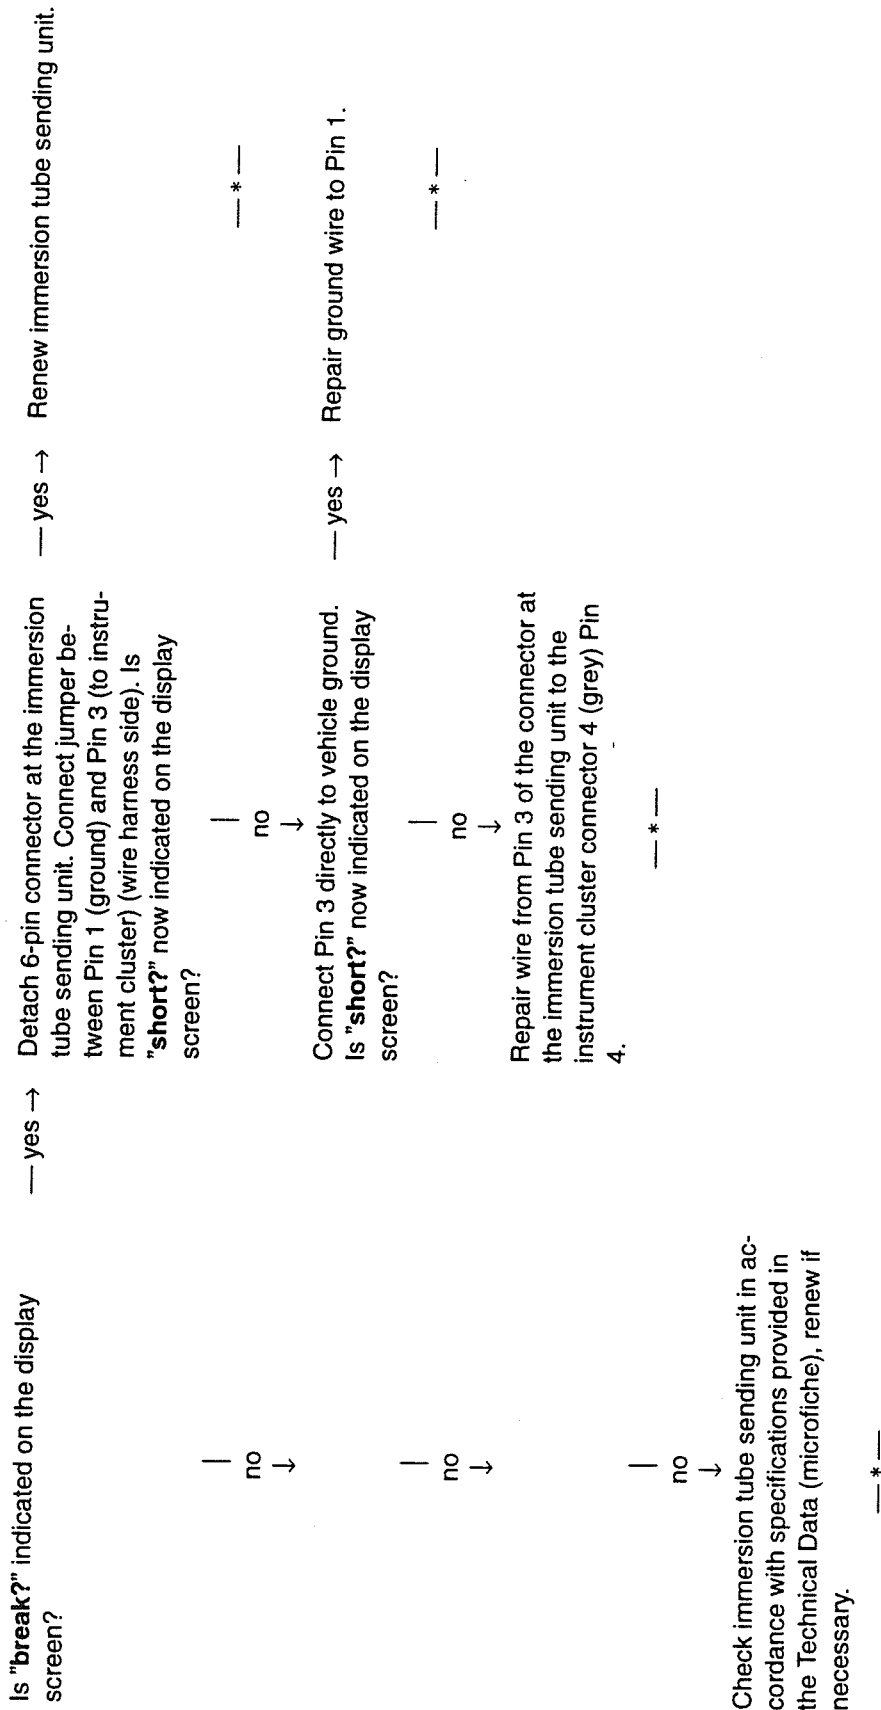 Is "break?" indicated on the display
screen?
— yes →
Detach 6-pin connector at the immersion
tube sending unit. Connect jumper be-
tween Pin 1 (ground) and Pin 3 (to instru-
ment cluster) (wire harness side). Is
"short?" now indicated on the display
screen?
— yes →
Renew immersion tube sending unit.
— * —
|
no
↓
|
no
↓
Connect Pin 3 directly to vehicle ground.
Is "short?" now indicated on the display
screen?
— yes →
Repair ground wire to Pin 1.
— * —
|
no
↓
|
no
↓
Repair wire from Pin 3 of the connector at
the immersion tube sending unit to the
instrument cluster connector 4 (grey) Pin
4.
— * —
|
no
↓
Check immersion tube sending unit in ac-
cordance with specifications provided in
the Technical Data (microfiche), renew if
necessary.
— * —